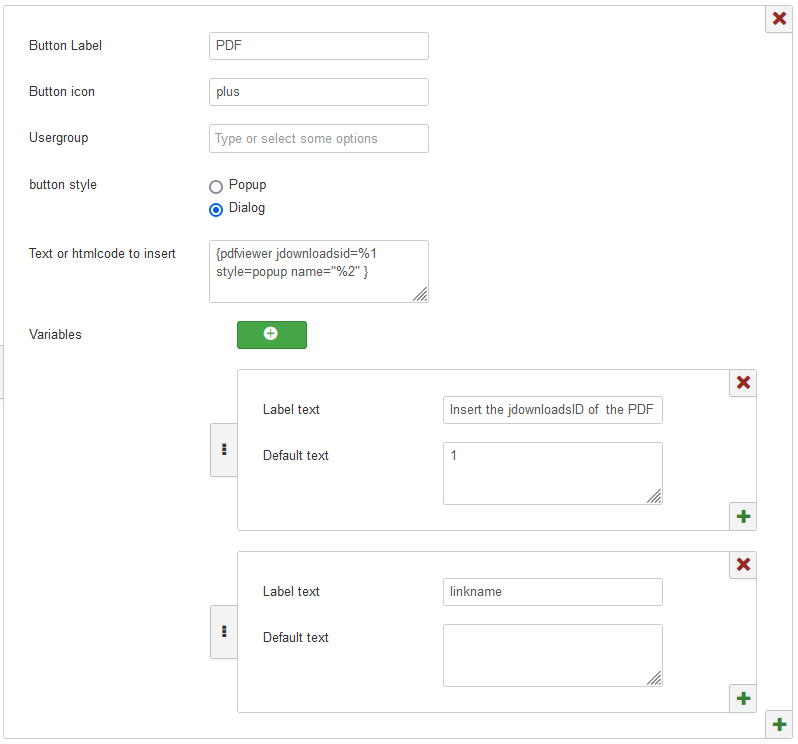 Button Label
PDF
Button icon
plus
Usergroup
Type or select some options
button style
Popup
Dialog
Text or htmlcode to insert
{pdfviewer jdownloadsid=%1
style=popup name="%2" }
Variables
Label text
Insert the jdownloadsID of  the PDF
Default text
1
Label text
linkname
Default text